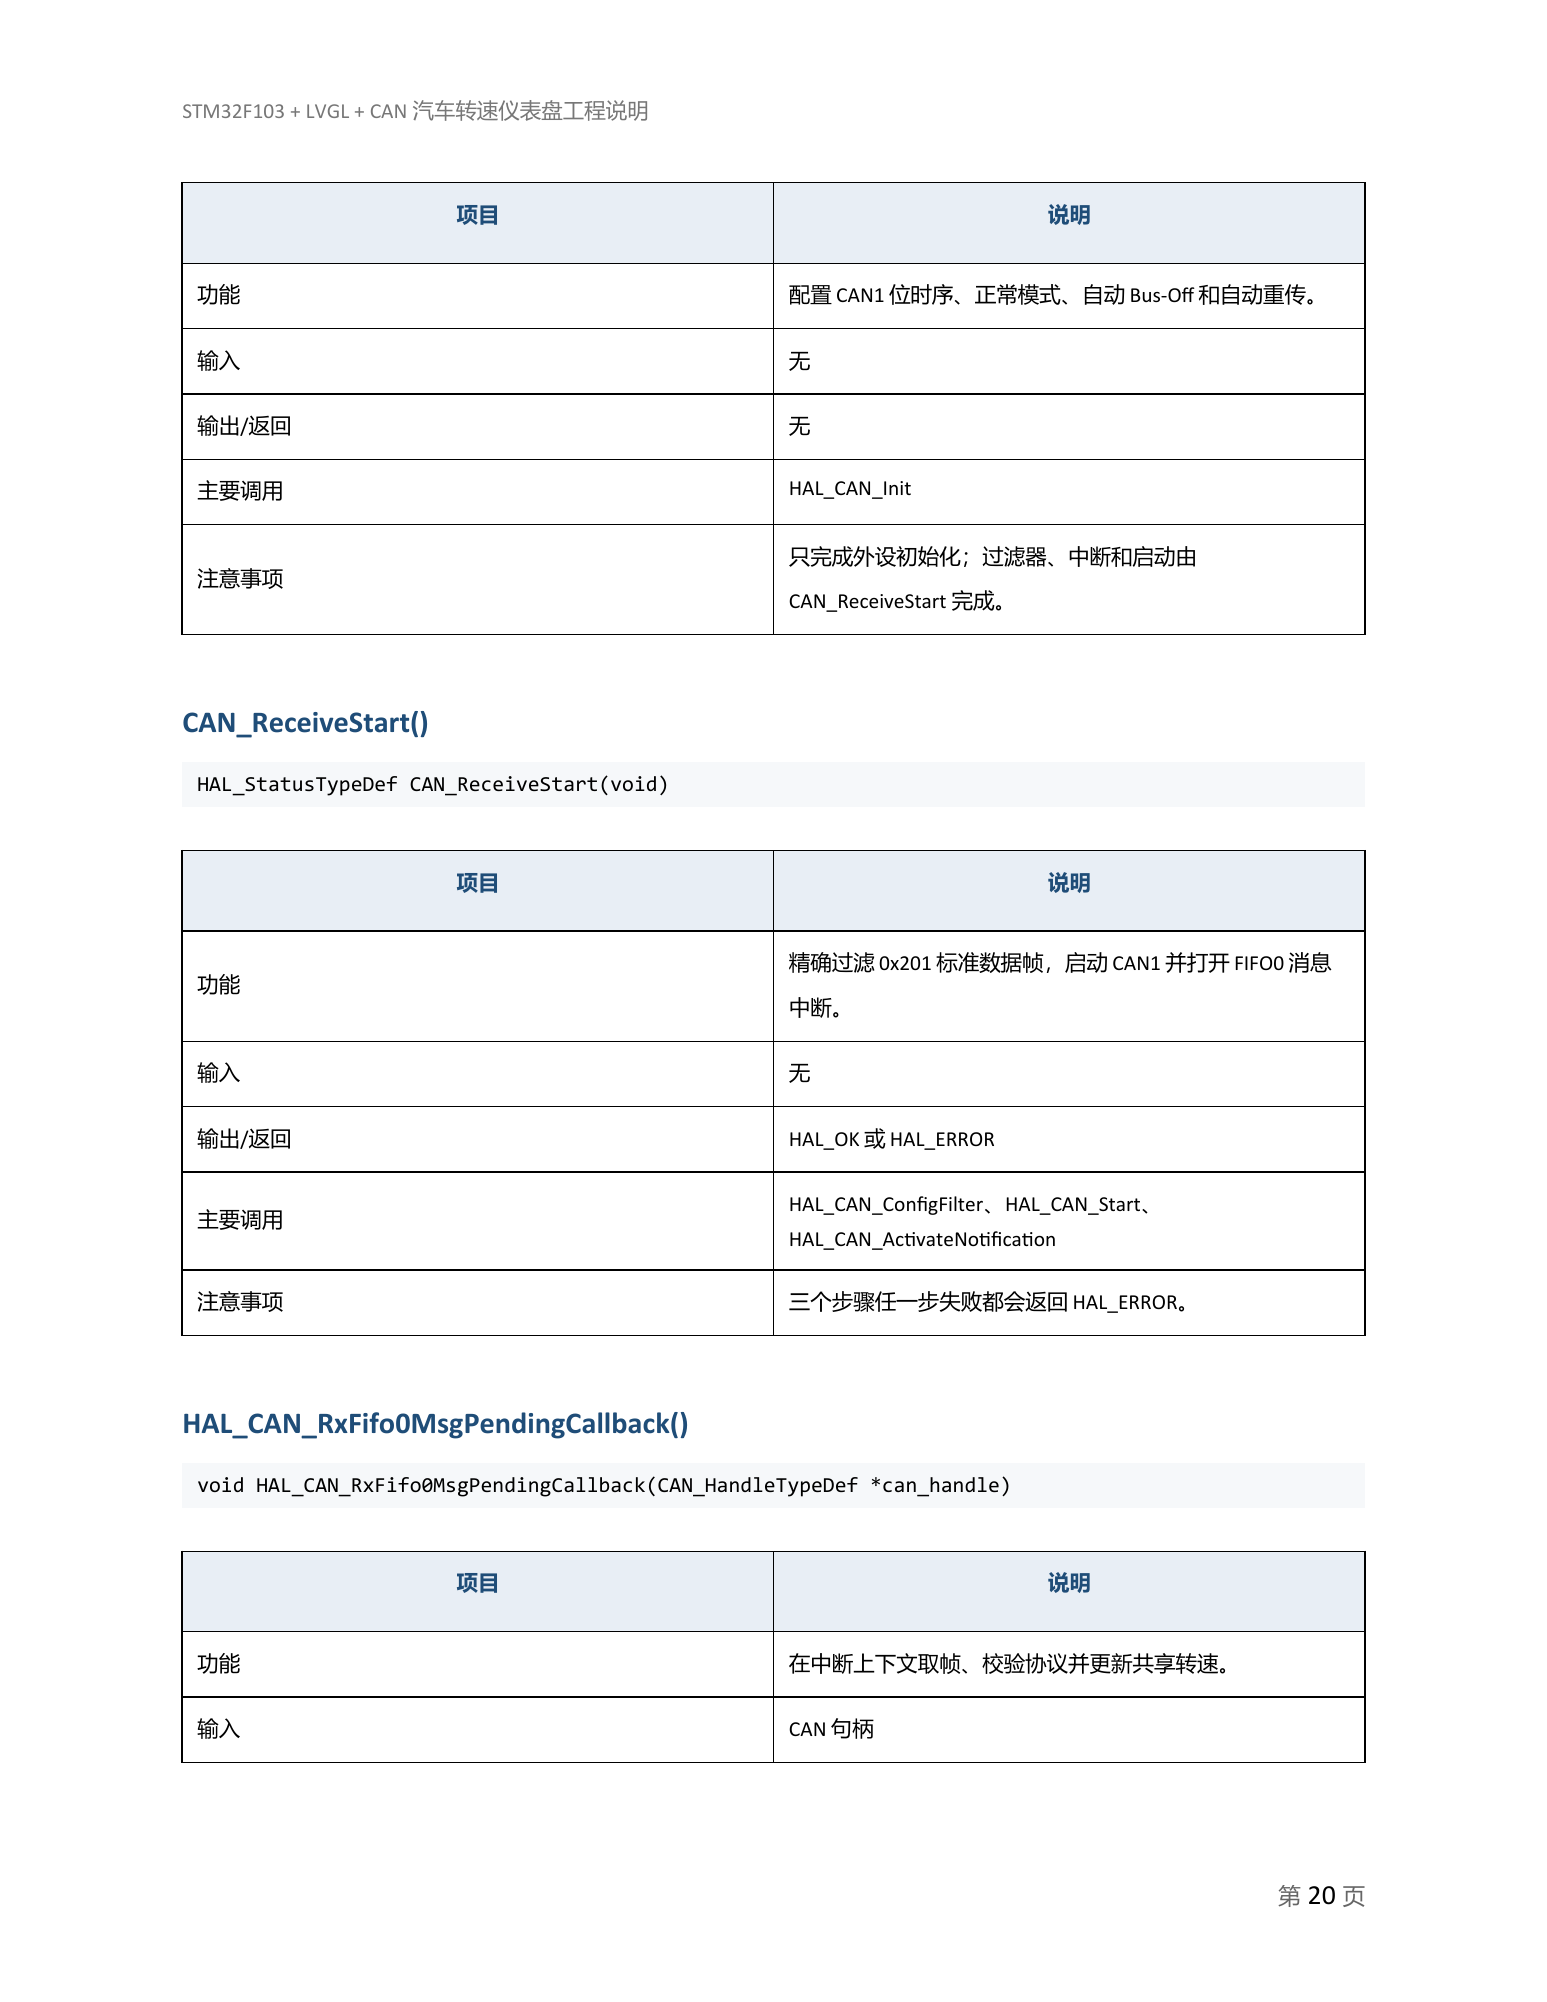 STM32F103 + LVGL + CAN 汽车转速仪表盘工程说明
项目 说明
功能 配置 CAN1 位时序、正常模式、自动 Bus-Off 和自动重传。
输入 无
输出/返回 无
主要调用 HAL_CAN_Init
注意事项 只完成外设初始化；过滤器、中断和启动由
CAN_ReceiveStart 完成。
CAN_ReceiveStart()
HAL_StatusTypeDef CAN_ReceiveStart(void)
项目 说明
功能 精确过滤 0x201 标准数据帧，启动 CAN1 并打开 FIFO0 消息
中断。
输入 无
输出/返回 HAL_OK 或 HAL_ERROR
主要调用 HAL_CAN_ConfigFilter、HAL_CAN_Start、
HAL_CAN_ActivateNotification
注意事项 三个步骤任一步失败都会返回 HAL_ERROR。
HAL_CAN_RxFifo0MsgPendingCallback()
void HAL_CAN_RxFifo0MsgPendingCallback(CAN_HandleTypeDef *can_handle)
项目 说明
功能 在中断上下文取帧、校验协议并更新共享转速。
输入 CAN 句柄
第 20 页